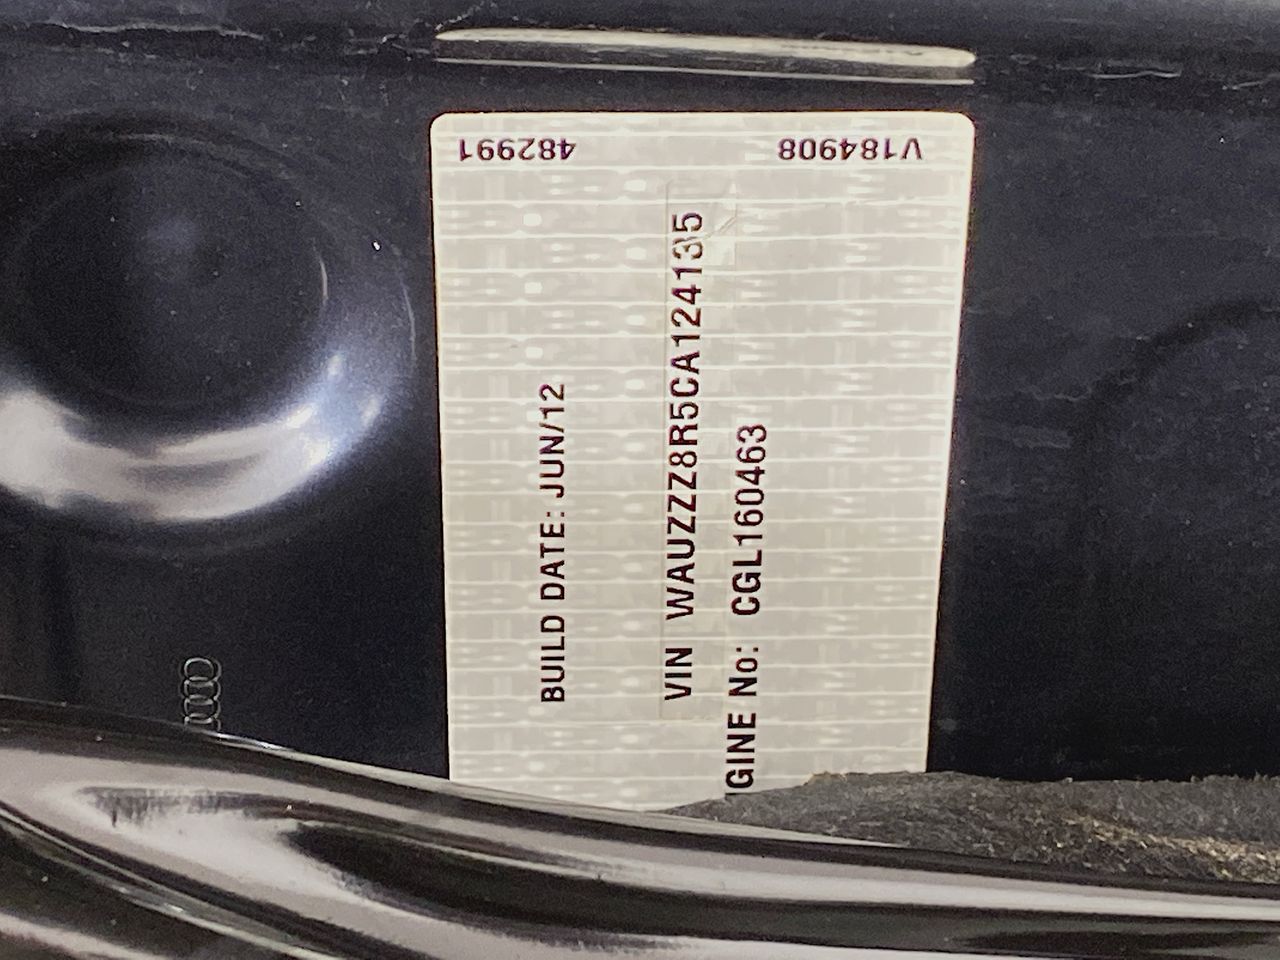 V184908
482991
BUILD DATE: JUN/12
VIN WAUZZZ8R5CA124135
GINE No: CGL160463